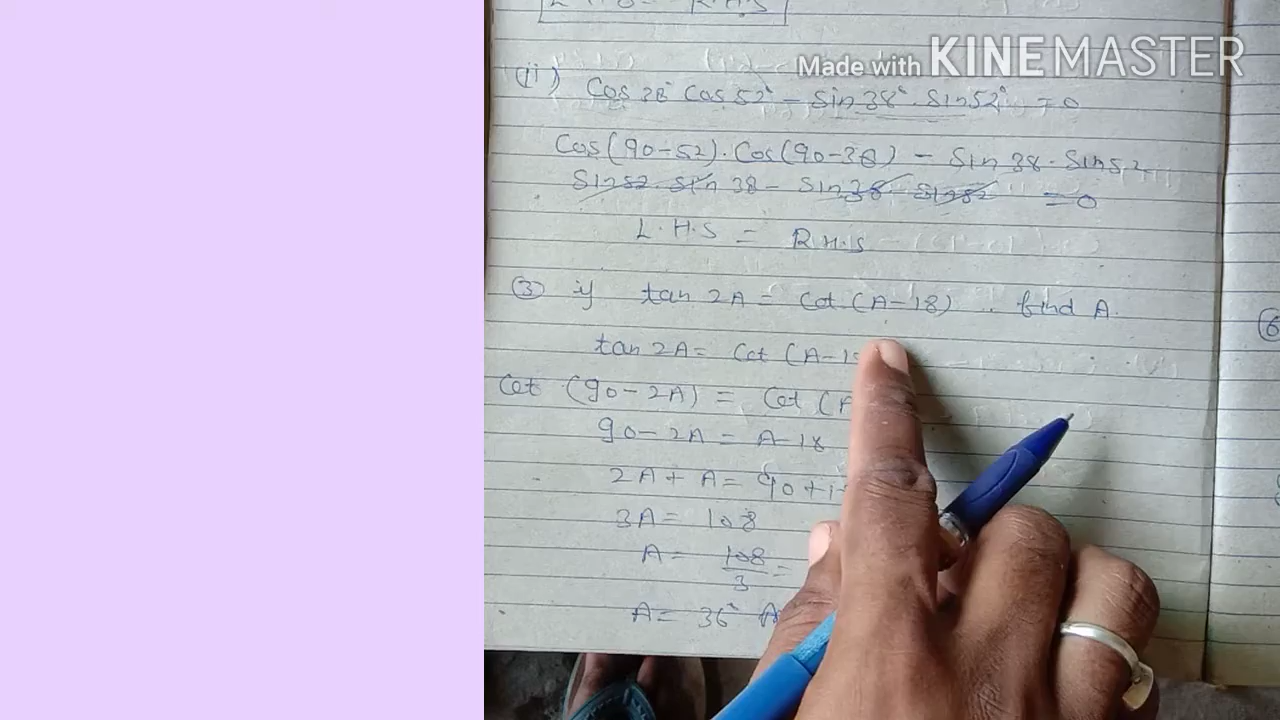 L.H.S = R.H.S
Made with KINEMASTER
(ii) Cos 38° Cos 52° - Sin 38° . Sin 52° = 0
Cos (90-52) . Cos (90-38) - Sin 38 . Sin 52
Sin 52 . Sin 38 - Sin 38 Sin 52 = 0
L.H.S = R.H.S
(3) if tan 2A = Cot (A-18) . find A.
tan 2A = Cot (A-1
Cot (90-2A) = Cot (A
90-2A = A-18
2A + A = 90 + 1
3A = 108
A = 108/3 =
A = 36° A
(6